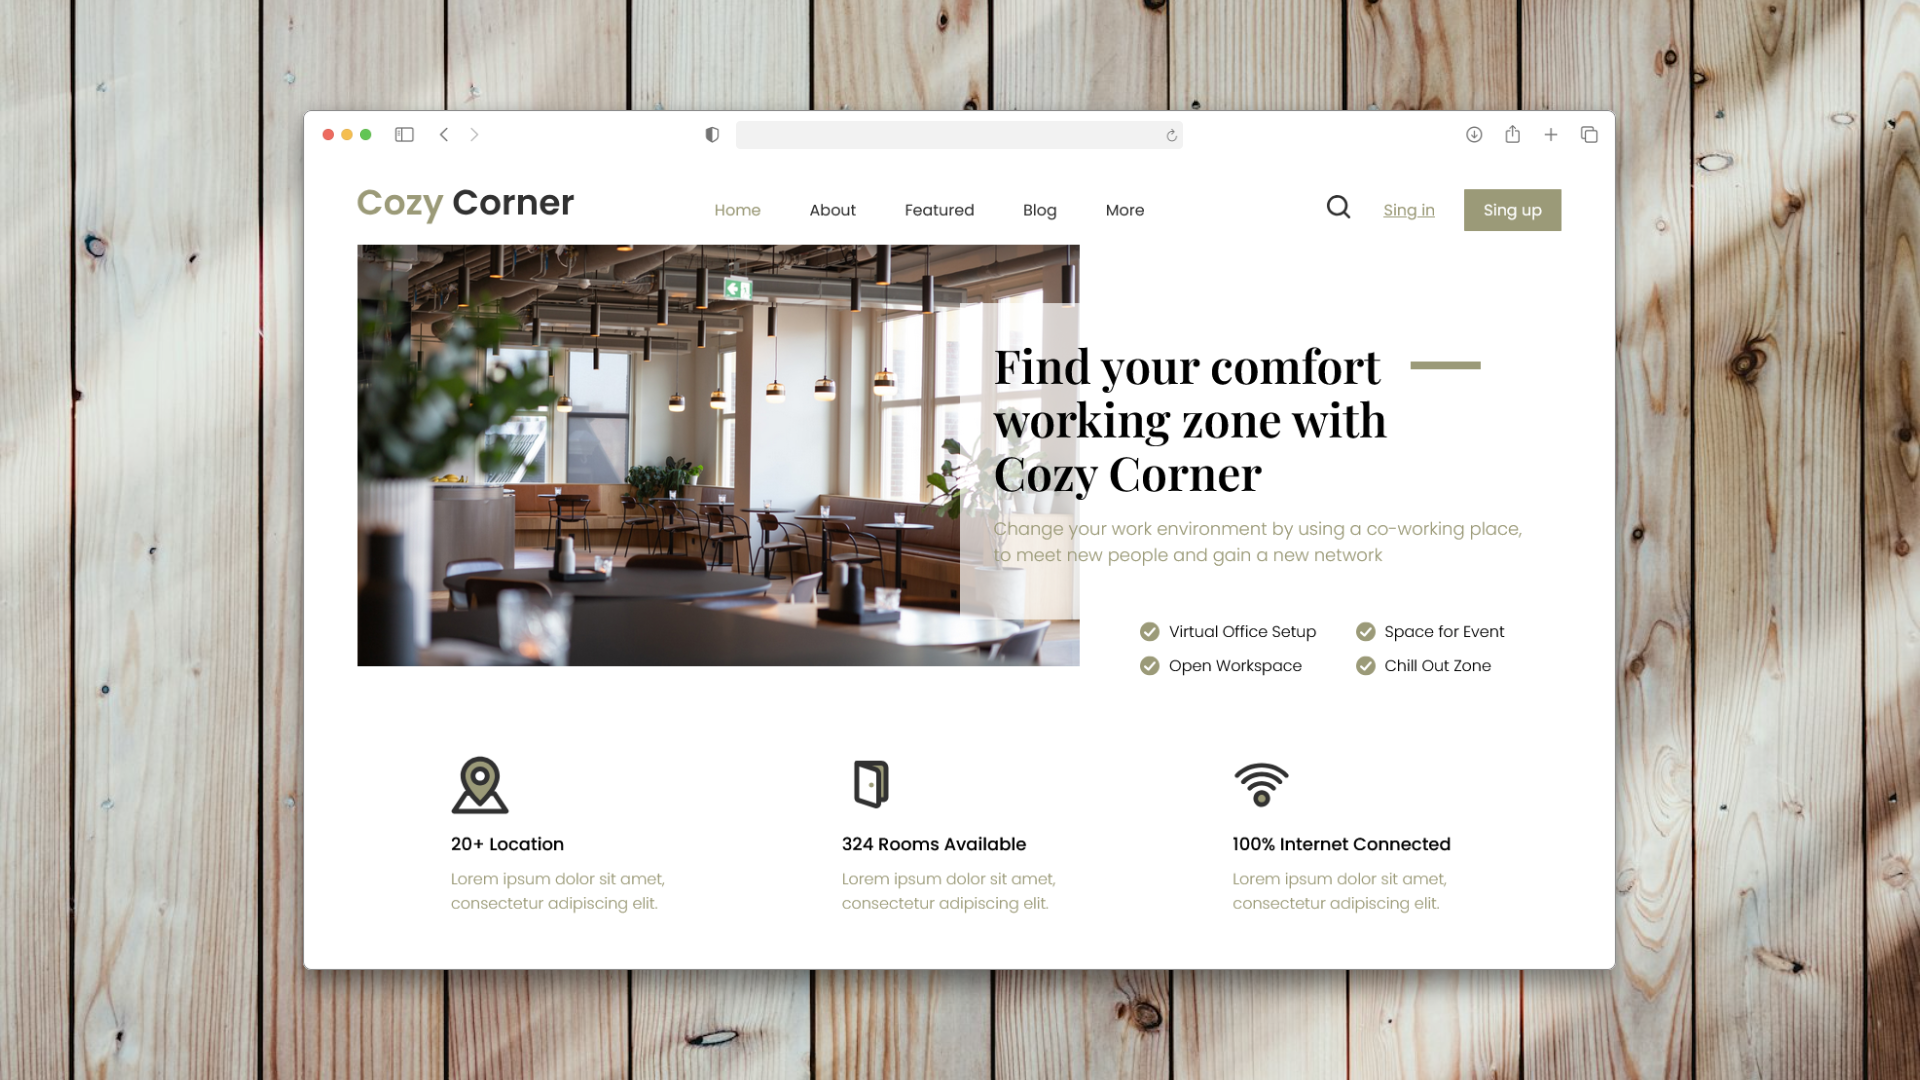 Cozy Corner
Home
About
Featured
Blog
More
Sing in
Sing up
Find your comfort
working zone with
Cozy Corner
Change your work environment by using a co-working place,
to meet new people and gain a new network
Virtual Office Setup
Space for Event
Open Workspace
Chill Out Zone
20+ Location
Lorem ipsum dolor sit amet,
consectetur adipiscing elit.
324 Rooms Available
Lorem ipsum dolor sit amet,
consectetur adipiscing elit.
100% Internet Connected
Lorem ipsum dolor sit amet,
consectetur adipiscing elit.